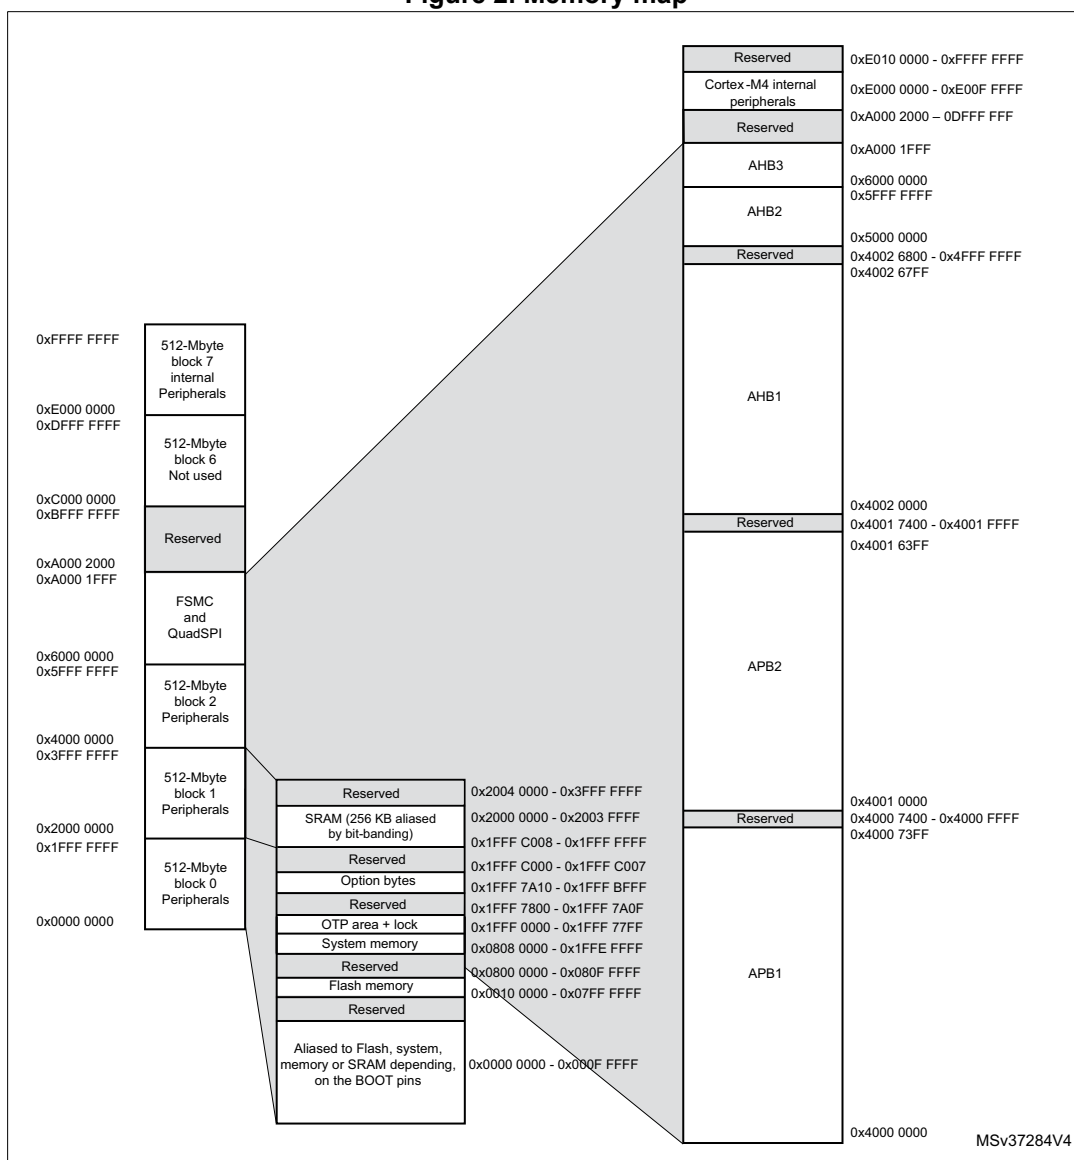 Figure 2. Memory map
0xFFFF FFFF
512-Mbyte
block 7
internal
Peripherals
0xE000 0000
0xDFFF FFFF
512-Mbyte
block 6
Not used
0xC000 0000
0xBFFF FFFF
Reserved
0xA000 2000
0xA000 1FFF
FSMC
and
QuadSPI
0x6000 0000
0x5FFF FFFF
512-Mbyte
block 2
Peripherals
0x4000 0000
0x3FFF FFFF
512-Mbyte
block 1
Peripherals
0x2000 0000
0x1FFF FFFF
512-Mbyte
block 0
Peripherals
0x0000 0000
Reserved
0x2004 0000 - 0x3FFF FFFF
SRAM (256 KB aliased
by bit-banding)
0x2000 0000 - 0x2003 FFFF
0x1FFF C008 - 0x1FFF FFFF
Reserved
0x1FFF C000 - 0x1FFF C007
Option bytes
0x1FFF 7A10 - 0x1FFF BFFF
Reserved
0x1FFF 7800 - 0x1FFF 7A0F
OTP area + lock
0x1FFF 0000 - 0x1FFF 77FF
System memory
0x0808 0000 - 0x1FFE FFFF
Reserved
0x0800 0000 - 0x080F FFFF
Flash memory
0x0010 0000 - 0x07FF FFFF
Reserved
Aliased to Flash, system,
memory or SRAM depending,
on the BOOT pins
0x0000 0000 - 0x000F FFFF
Reserved
0xE010 0000 - 0xFFFF FFFF
Cortex-M4 internal
peripherals
0xE000 0000 - 0xE00F FFFF
0xA000 2000 – 0DFFF FFF
Reserved
0xA000 1FFF
AHB3
0x6000 0000
0x5FFF FFFF
AHB2
0x5000 0000
Reserved
0x4002 6800 - 0x4FFF FFFF
0x4002 67FF
AHB1
0x4002 0000
Reserved
0x4001 7400 - 0x4001 FFFF
0x4001 63FF
APB2
0x4001 0000
Reserved
0x4000 7400 - 0x4000 FFFF
0x4000 73FF
APB1
0x4000 0000
MSv37284V4